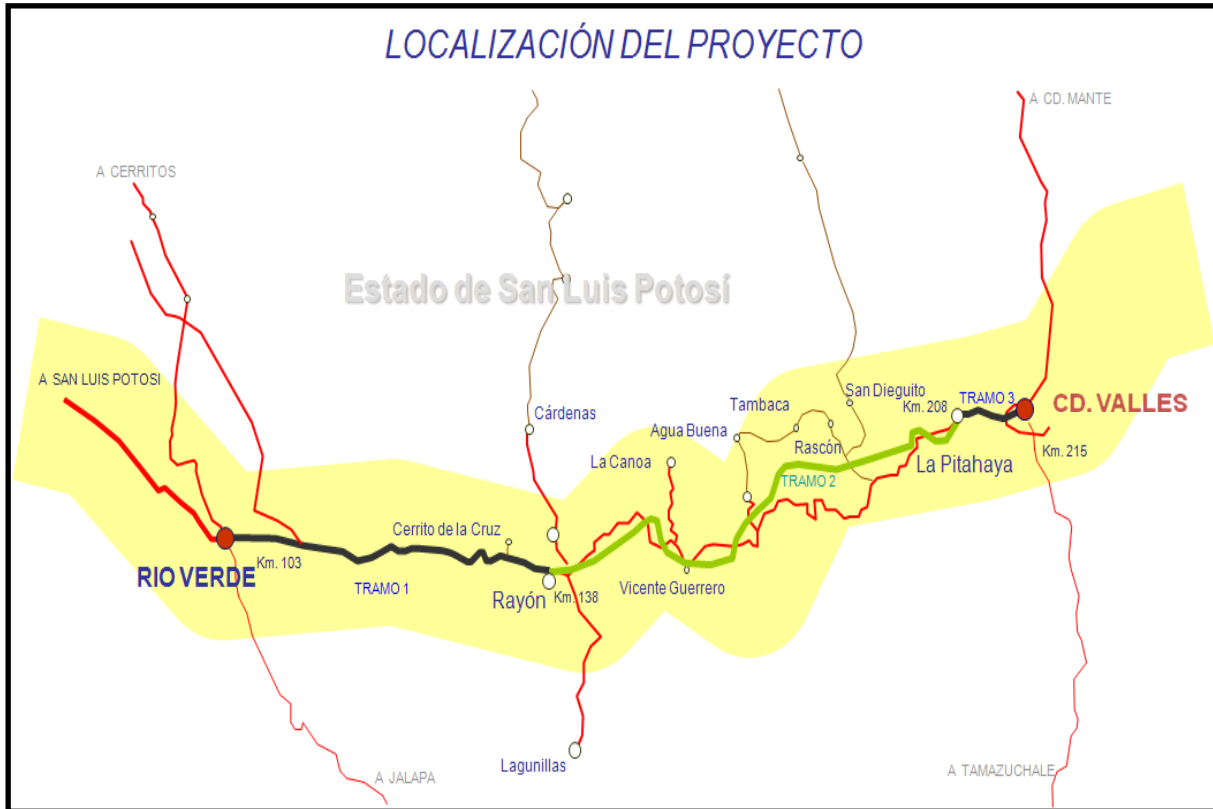 LOCALIZACIÓN DEL PROYECTO
A CD. MANTE
A CERRITOS
Estado de San Luis Potosí
A SAN LUIS POTOSI
Cárdenas
Tambaca
San Dieguito
Km. 208
TRAMO 3
CD. VALLES
Agua Buena
Rascón
La Canoa
Km. 215
La Pitahaya
TRAMO 2
Cerrito de la Cruz
Km. 103
RIO VERDE
TRAMO 1
Rayón
Km. 138
Vicente Guerrero
Lagunillas
A JALAPA
A TAMAZUCHALE